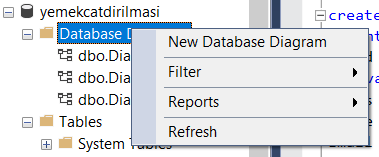 yemekcatdirilmasi
Database D
New Database Diagram
dbo.Dia
Filter
dbo.Dia
dbo.Dia
Reports
Tables
Refresh
System Tables
create